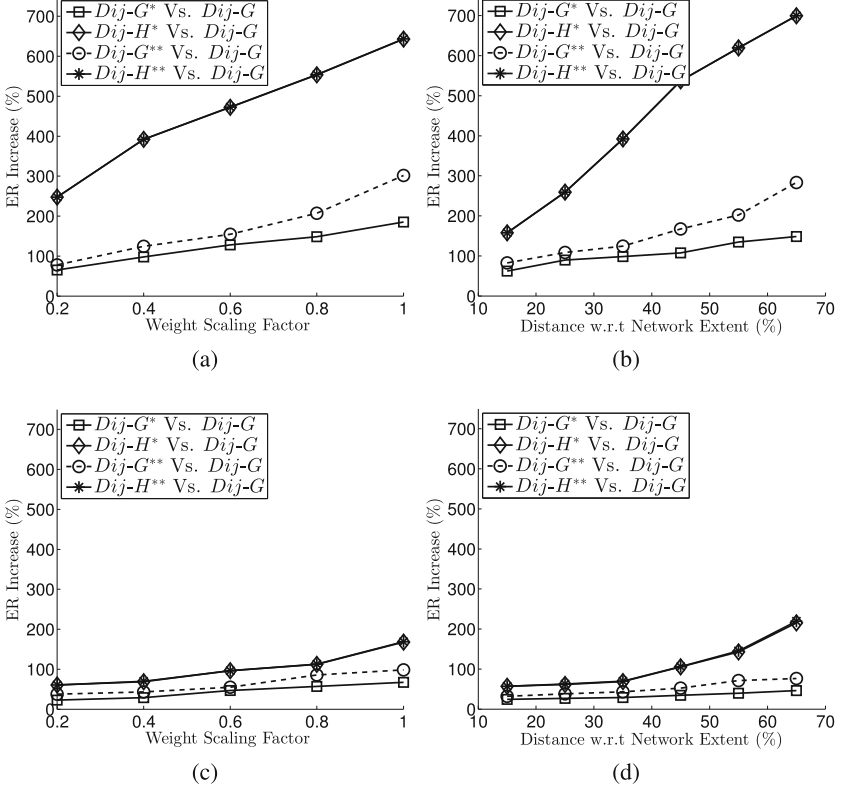 700
600
500
400
300
200
100
0
ER Increase (%)
Dij-G* Vs. Dij-G
Dij-H* Vs. Dij-G
Dij-G** Vs. Dij-G
Dij-H** Vs. Dij-G
0.2 0.4 0.6 0.8 1
Weight Scaling Factor
(a)
700
600
500
400
300
200
100
0
ER Increase (%)
Dij-G* Vs. Dij-G
Dij-H* Vs. Dij-G
Dij-G** Vs. Dij-G
Dij-H** Vs. Dij-G
10 20 30 40 50 60 70
Distance w.r.t Network Extent (%)
(b)
700
600
500
400
300
200
100
0
ER Increase (%)
Dij-G* Vs. Dij-G
Dij-H* Vs. Dij-G
Dij-G** Vs. Dij-G
Dij-H** Vs. Dij-G
0.2 0.4 0.6 0.8 1
Weight Scaling Factor
(c)
700
600
500
400
300
200
100
0
ER Increase (%)
Dij-G* Vs. Dij-G
Dij-H* Vs. Dij-G
Dij-G** Vs. Dij-G
Dij-H** Vs. Dij-G
10 20 30 40 50 60 70
Distance w.r.t Network Extent (%)
(d)